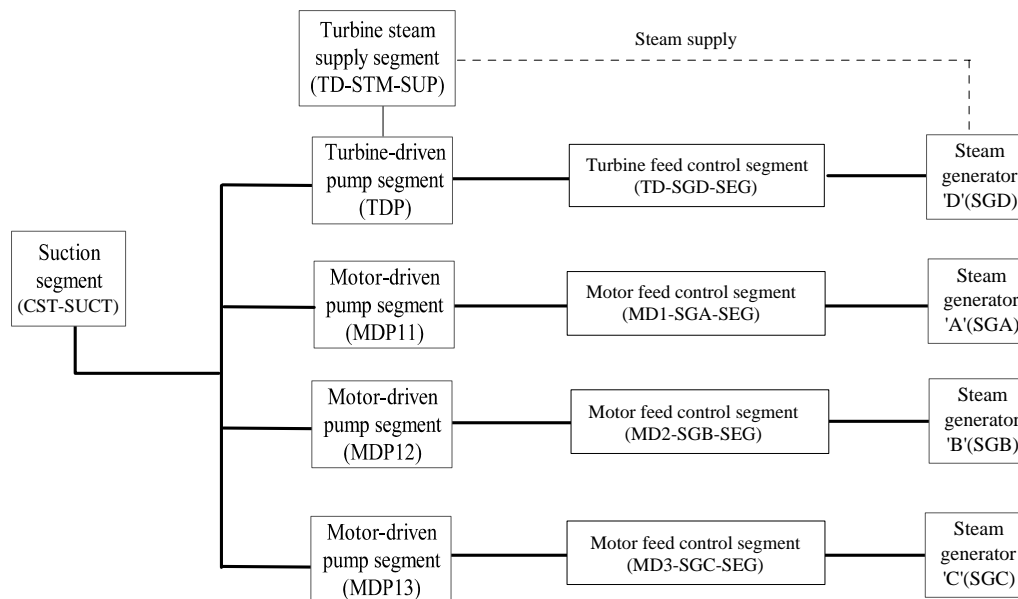 Turbine steam
supply segment
(TD-STM-SUP)
Steam supply
Turbine-driven
pump segment
(TDP)
Turbine feed control segment
(TD-SGD-SEG)
Steam
generator
'D'(SGD)
Suction
segment
(CST-SUCT)
Motor-driven
pump segment
(MDP11)
Motor feed control segment
(MD1-SGA-SEG)
Steam
generator
'A'(SGA)
Motor-driven
pump segment
(MDP12)
Motor feed control segment
(MD2-SGB-SEG)
Steam
generator
'B'(SGB)
Motor-driven
pump segment
(MDP13)
Motor feed control segment
(MD3-SGC-SEG)
Steam
generator
'C'(SGC)